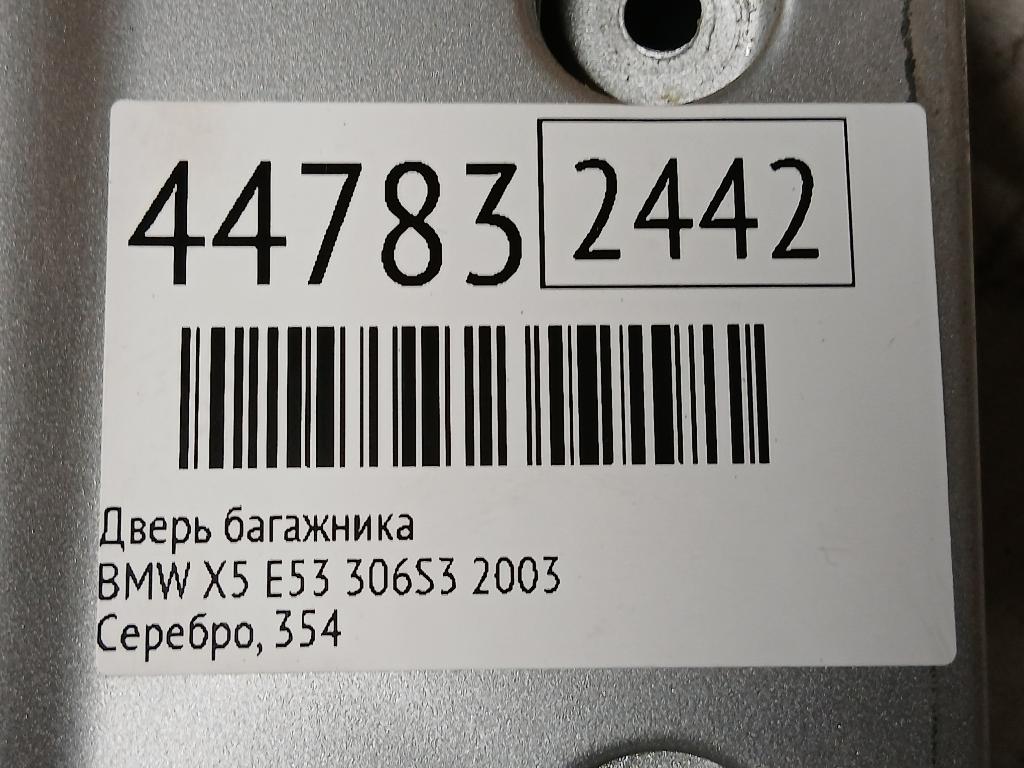 44783 2442
Дверь багажника
BMW X5 E53 306S3 2003
Серебро, 354